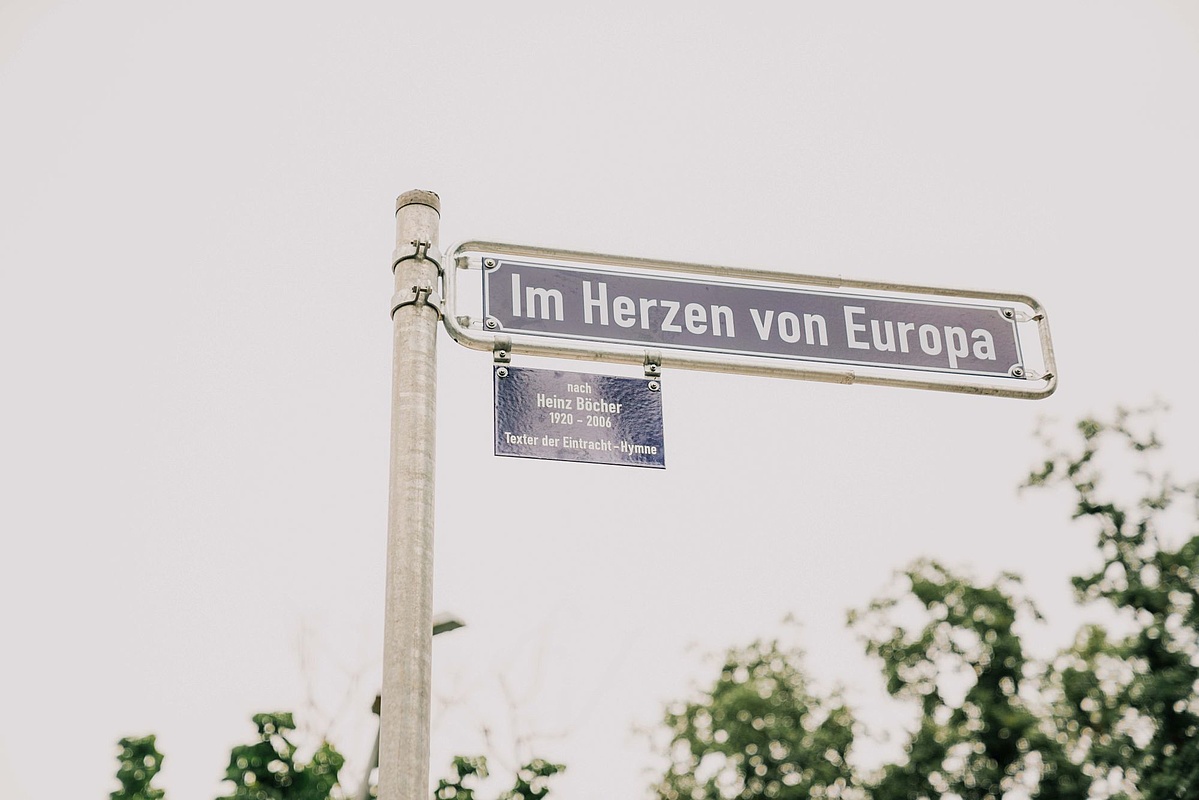 Im Herzen von Europa
nach
Heinz Böcher
1920 - 2006
Texter der Eintracht-Hymne